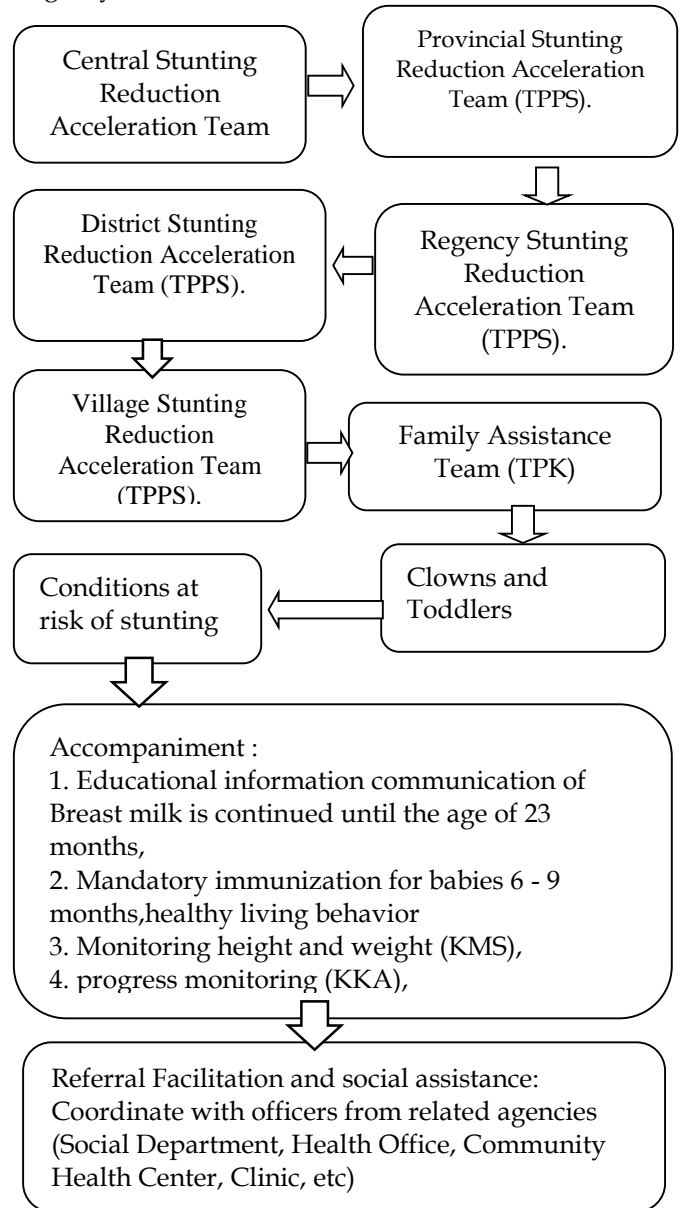 Central Stunting
Reduction
Acceleration Team
Provincial Stunting
Reduction Acceleration
Team (TPPS).
Regency Stunting
Reduction
Acceleration Team
(TPPS).
District Stunting
Reduction Acceleration
Team (TPPS).
Village Stunting
Reduction
Acceleration Team
(TPPS).
Family Assistance
Team (TPK)
Clowns and
Toddlers
Conditions at
risk of stunting
Accompaniment :
1. Educational information communication of
Breast milk is continued until the age of 23
months,
2. Mandatory immunization for babies 6 - 9
months,healthy living behavior
3. Monitoring height and weight (KMS),
4. progress monitoring (KKA),
Referral Facilitation and social assistance:
Coordinate with officers from related agencies
(Social Department, Health Office, Community
Health Center, Clinic, etc)